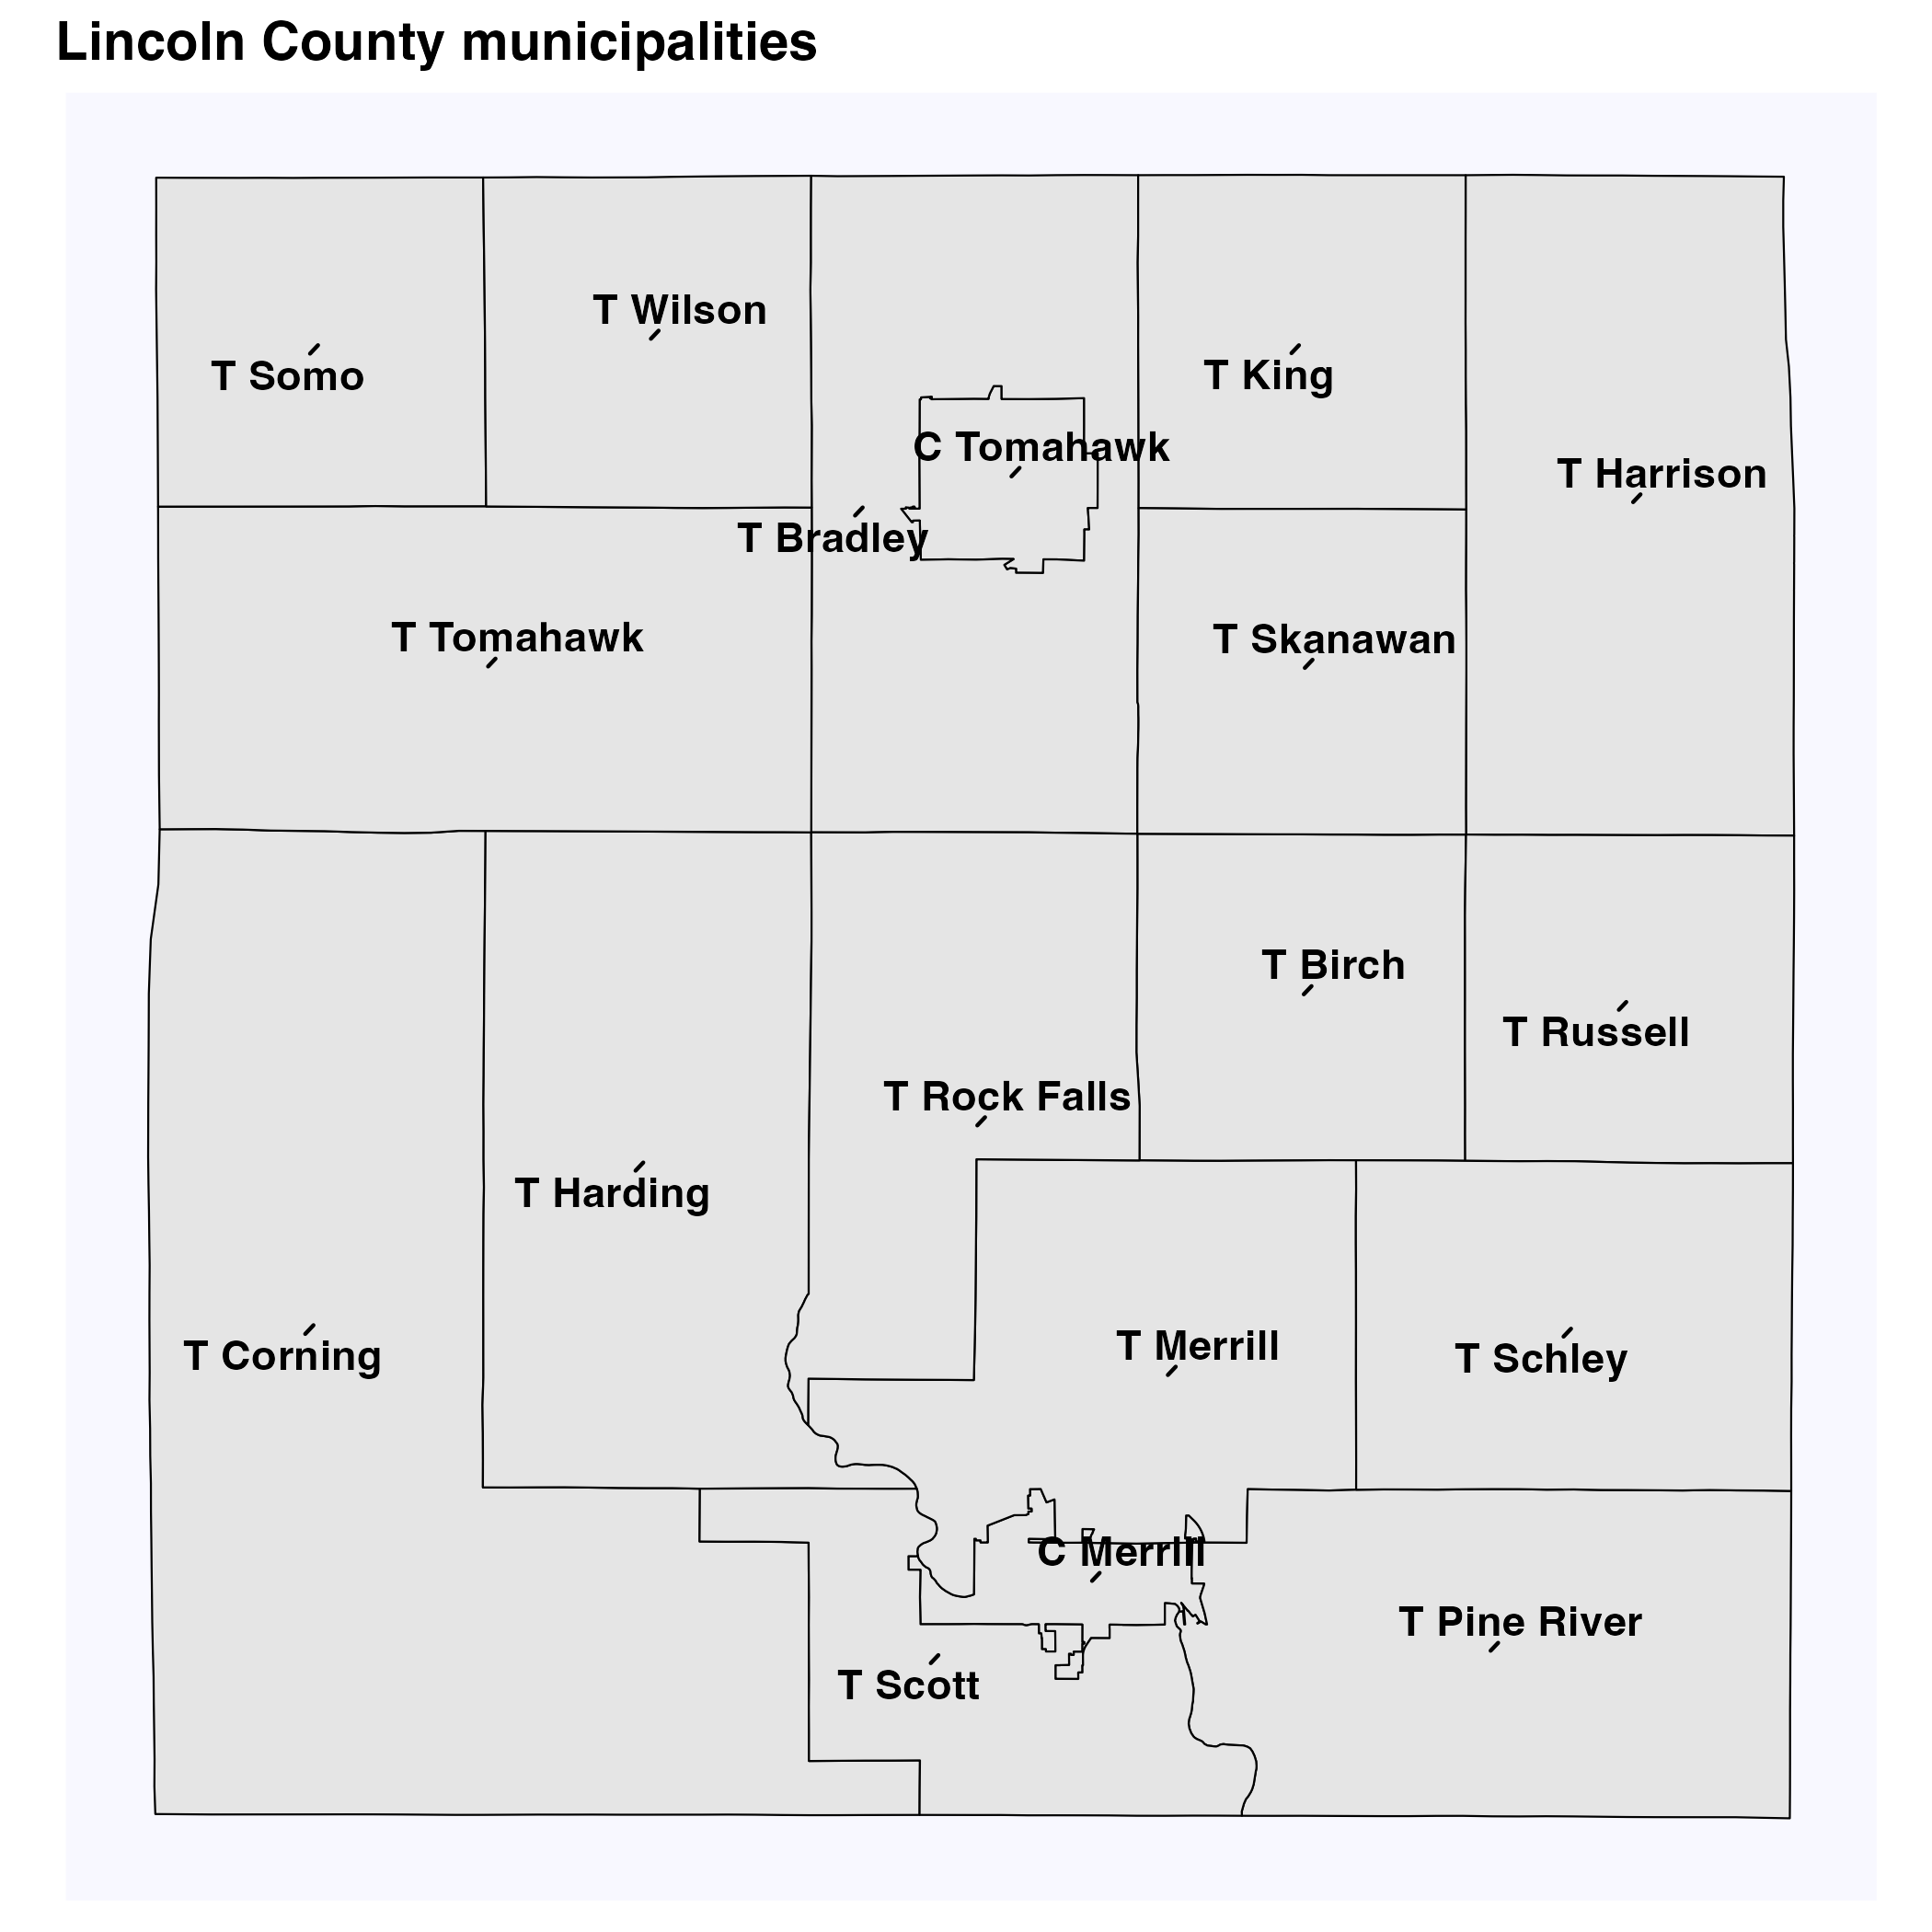 Lincoln County municipalities
T Wilson
T Somo
T King
C Tomahawk
T Harrison
T Bradley
T Tomahawk
T Skanawan
T Birch
T Russell
T Rock Falls
T Harding
T Merrill
T Corning
T Schley
C Merrill
T Pine River
T Scott